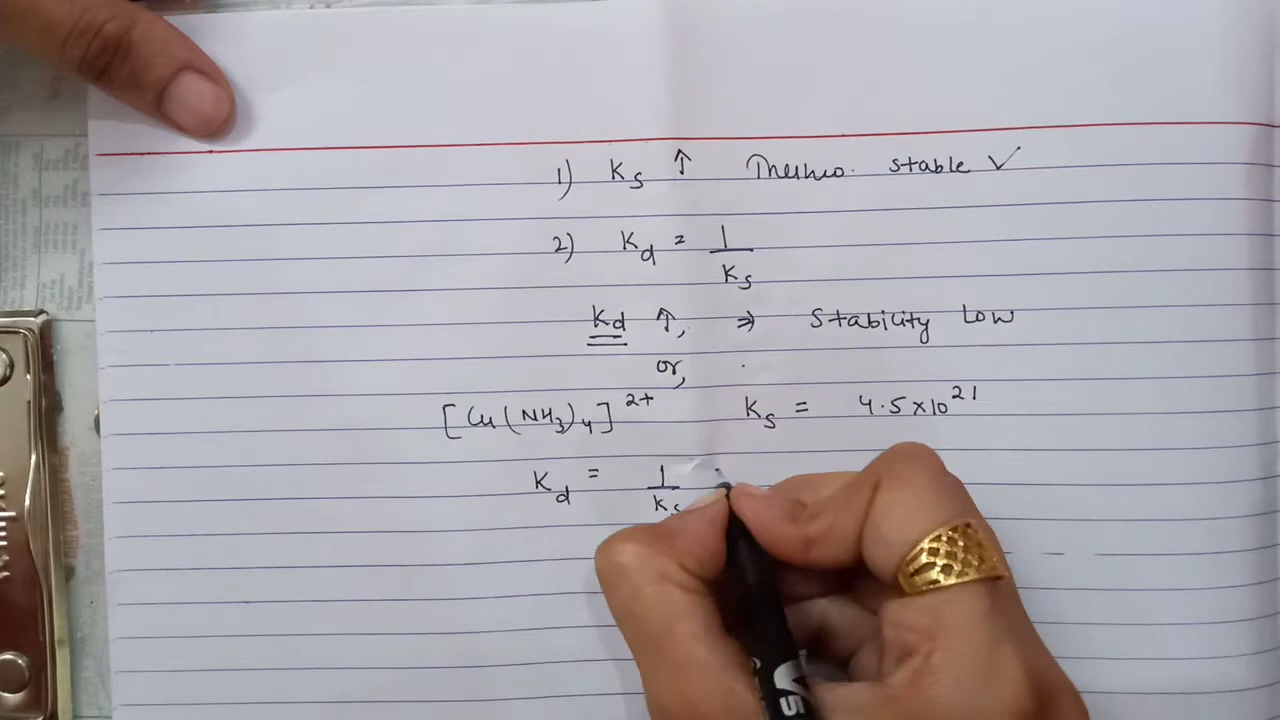 1) Ks ↑ Thermo. stable ✓
2) Kd = 1/Ks
Kd ↑, ⇒ Stability Low
or,
[Cu(NH3)4]2+ Ks = 4.5×10^21
Kd = 1/Ks
V5